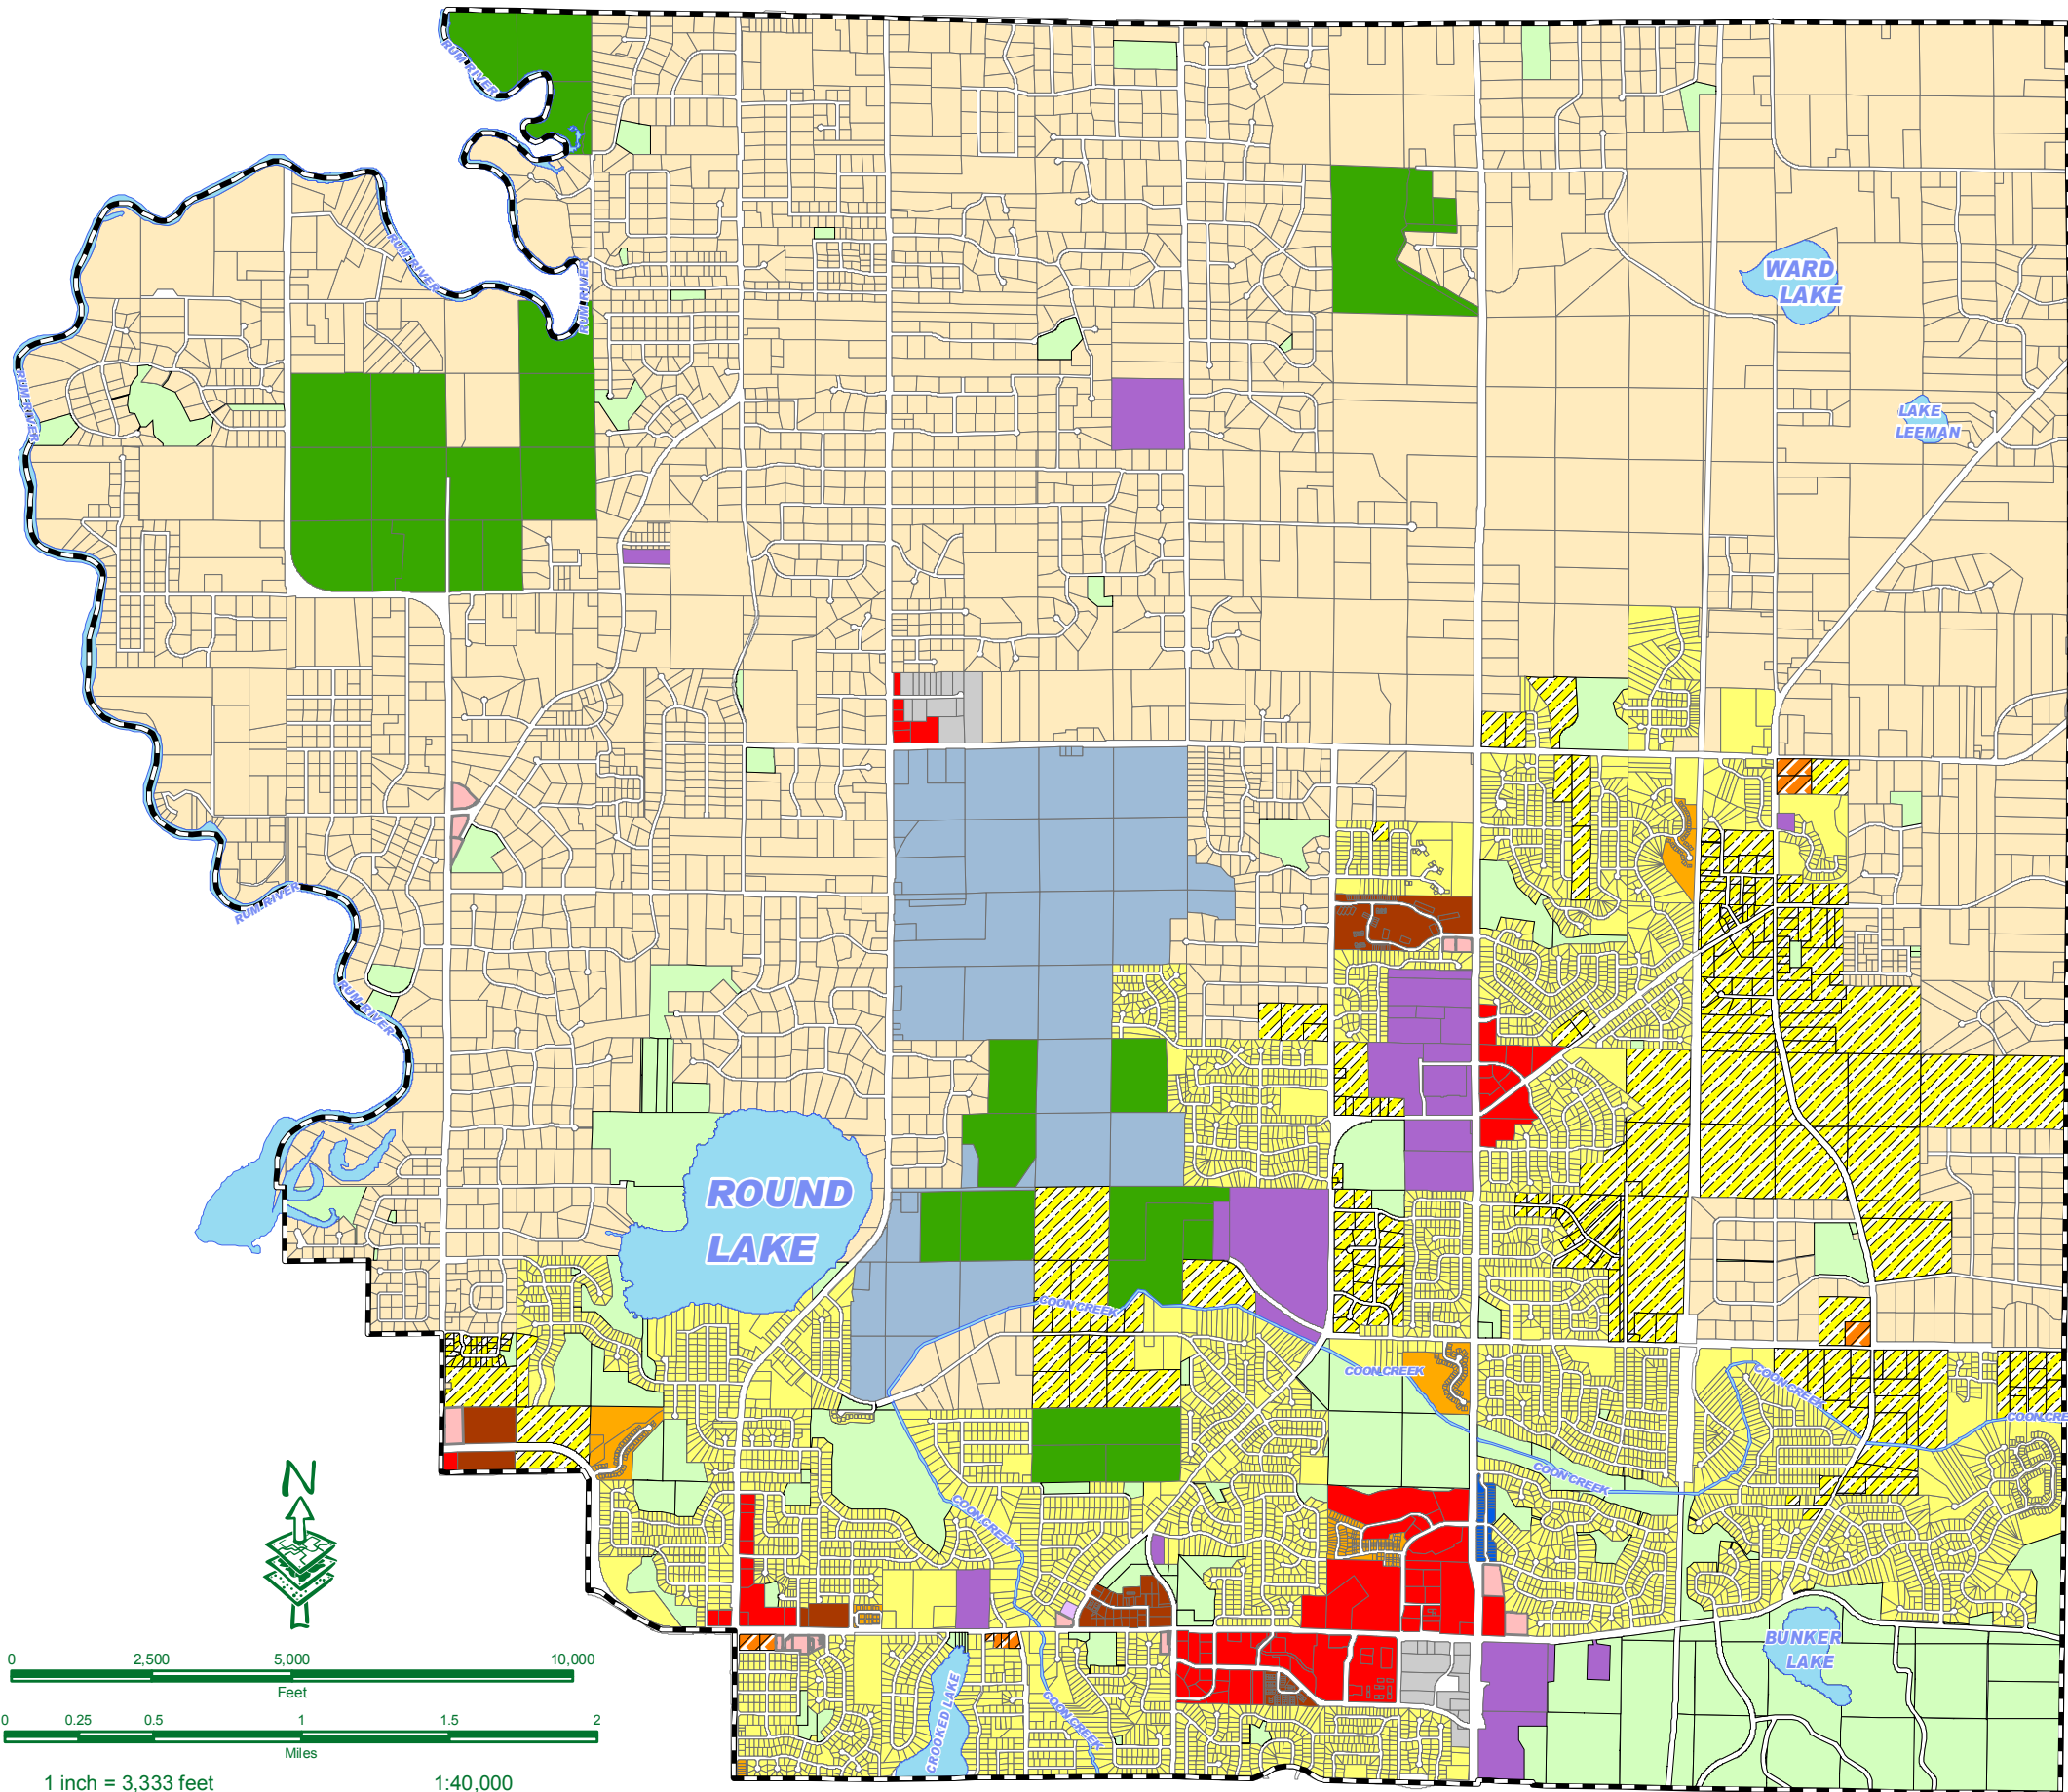 RUM RIVER
RUM RIVER
RUM RIVER
WARD
LAKE
RUM RIVER
LAKE
LEEMAN
RUM RIVER
RUM RIVER
ROUND
LAKE
COON CREEK
COON CREEK
COON CREEK
COON CRE
COON CREEK
COON CREEK
N
BUNKER
LAKE
CROOKED LAKE
COON CREEK
0 2,500 5,000 10,000
Feet
0 0.25 0.5 1 1.5 2
Miles
1 inch = 3,333 feet 1:40,000